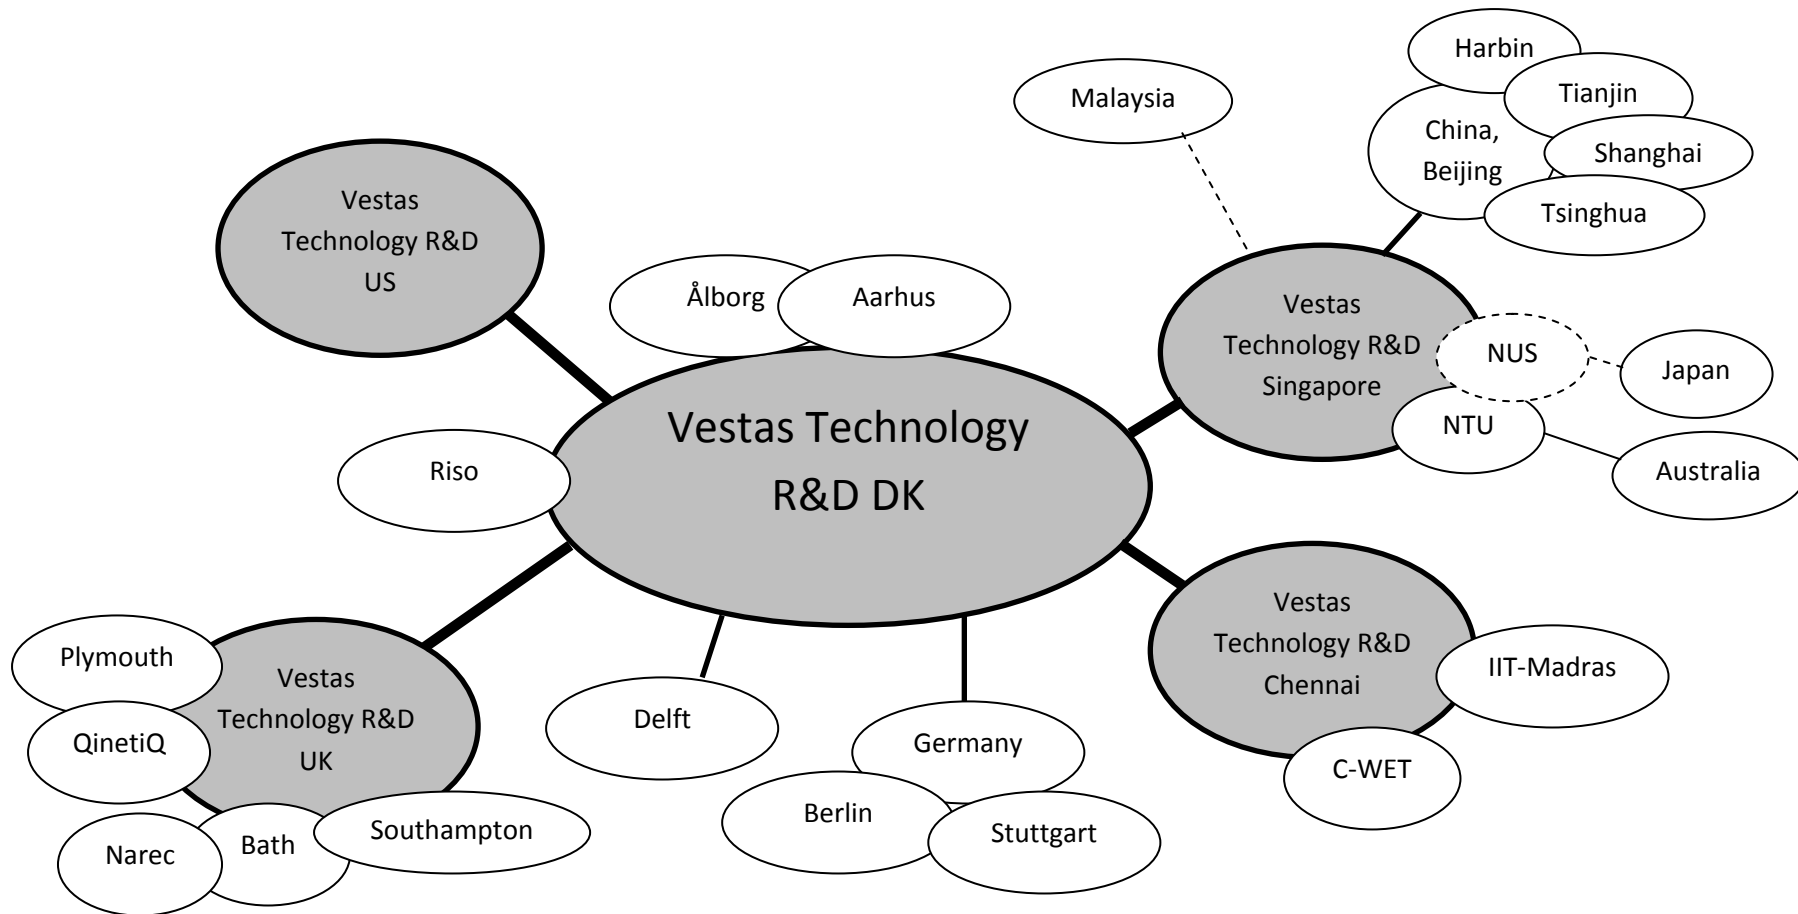 Harbin
Tianjin
Malaysia
China,
Beijing
Shanghai
Tsinghua
Vestas
Technology R&D
US
Ålborg
Aarhus
Vestas
Technology R&D
Singapore
NUS
Japan
NTU
Australia
Vestas Technology
R&D DK
Riso
Vestas
Technology R&D
Chennai
IIT-Madras
C-WET
Plymouth
Vestas
Technology R&D
UK
QinetiQ
Narec
Bath
Southampton
Delft
Germany
Berlin
Stuttgart